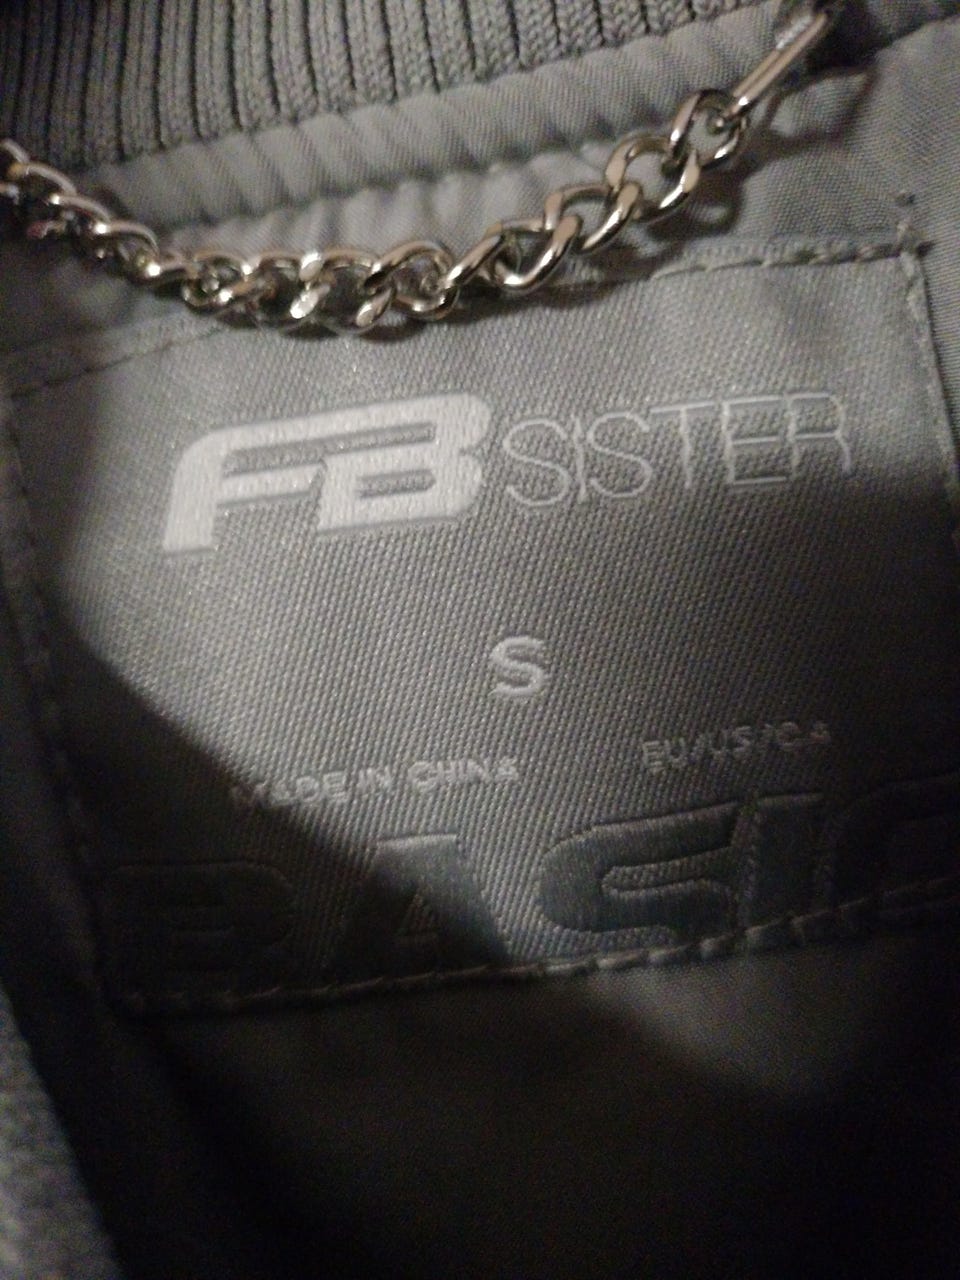 FB SISTER
S
MADE IN CHINA EU/US/CA
BASIC